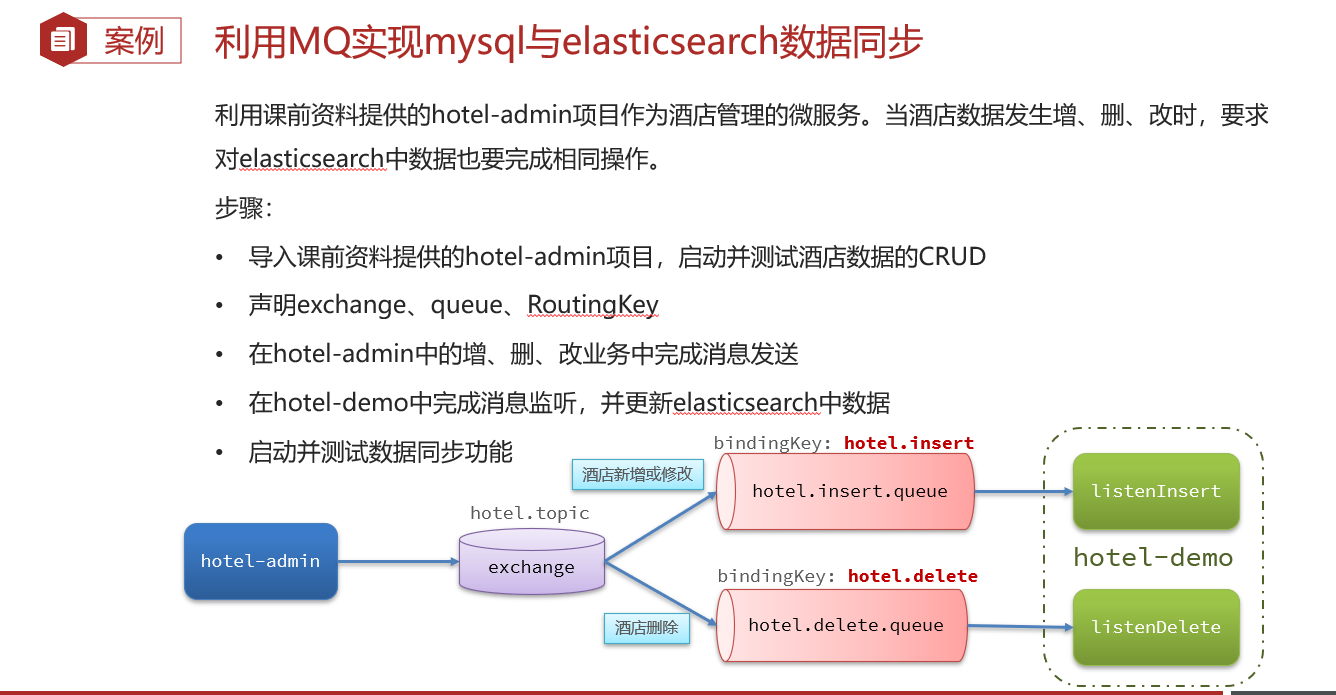 案例
利用MQ实现mysql与elasticsearch数据同步
利用课前资料提供的hotel-admin项目作为酒店管理的微服务。当酒店数据发生增、删、改时，要求
对elasticsearch中数据也要完成相同操作。
步骤：
• 导入课前资料提供的hotel-admin项目，启动并测试酒店数据的CRUD
• 声明exchange、queue、RoutingKey
• 在hotel-admin中的增、删、改业务中完成消息发送
• 在hotel-demo中完成消息监听，并更新elasticsearch中数据
• 启动并测试数据同步功能
bindingKey: hotel.insert
酒店新增或修改
hotel.insert.queue
listenInsert
hotel.topic
hotel-admin
exchange
hotel-demo
bindingKey: hotel.delete
酒店删除
hotel.delete.queue
listenDelete